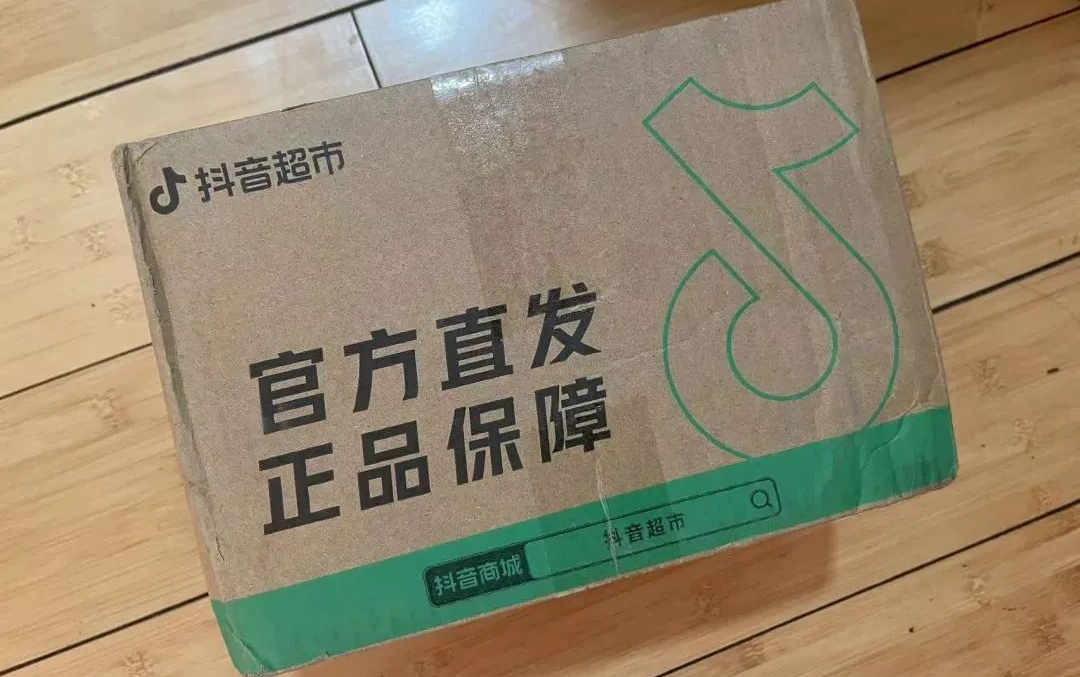 抖音超市
官方直发
正品保障
抖音商城 抖音超市